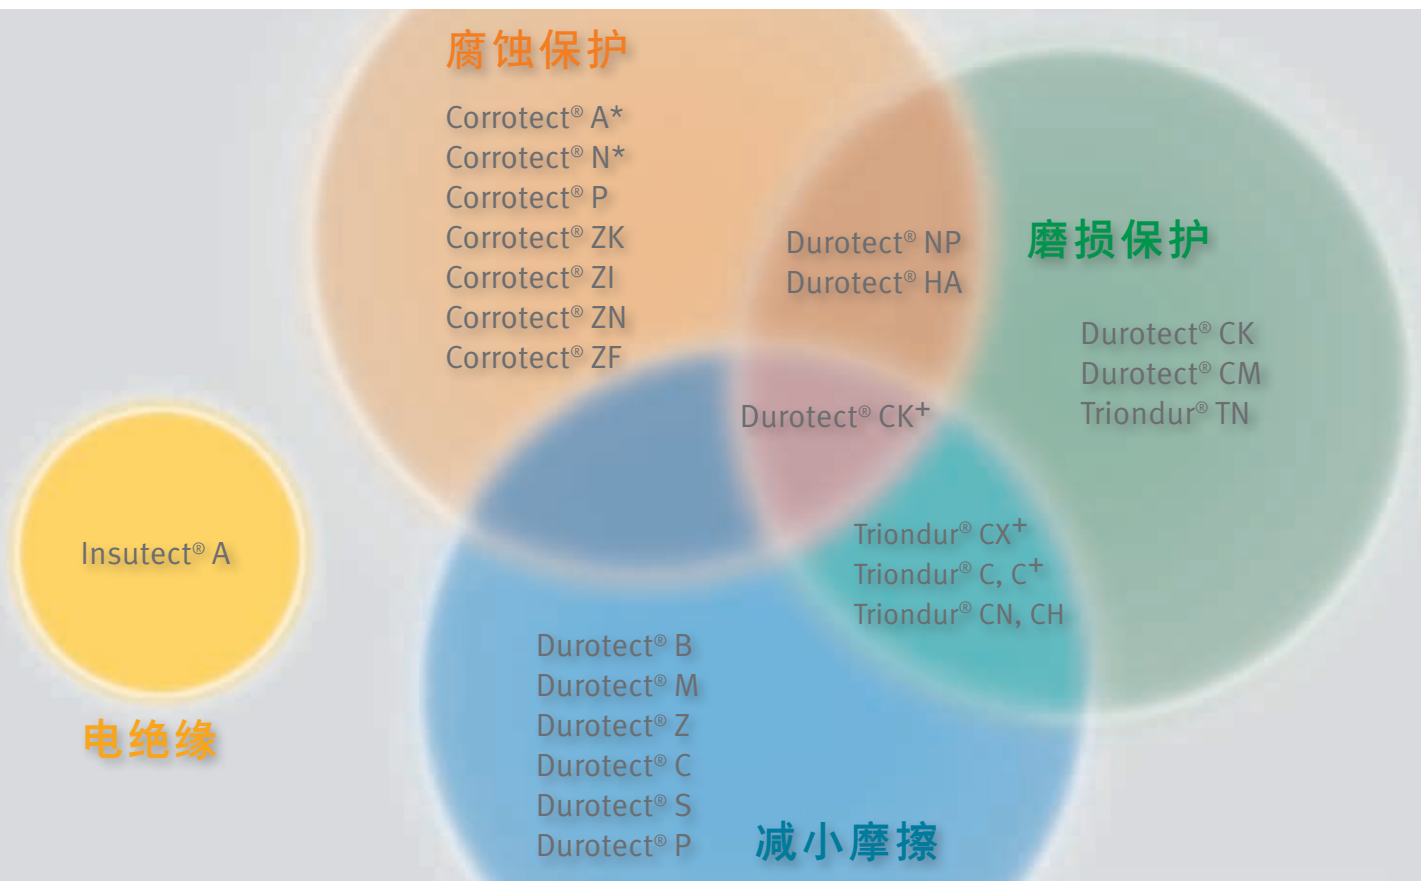 腐蚀保护
Corrotect® A*
Corrotect® N*
Corrotect® P
Corrotect® ZK
Corrotect® ZI
Corrotect® ZN
Corrotect® ZF
Durotect® NP
Durotect® HA
磨损保护
Durotect® CK
Durotect® CM
Triondur® TN
Durotect® CK+
Triondur® CX+
Triondur® C, C+
Triondur® CN, CH
Insutect® A
电绝缘
Durotect® B
Durotect® M
Durotect® Z
Durotect® C
Durotect® S
Durotect® P
减小摩擦